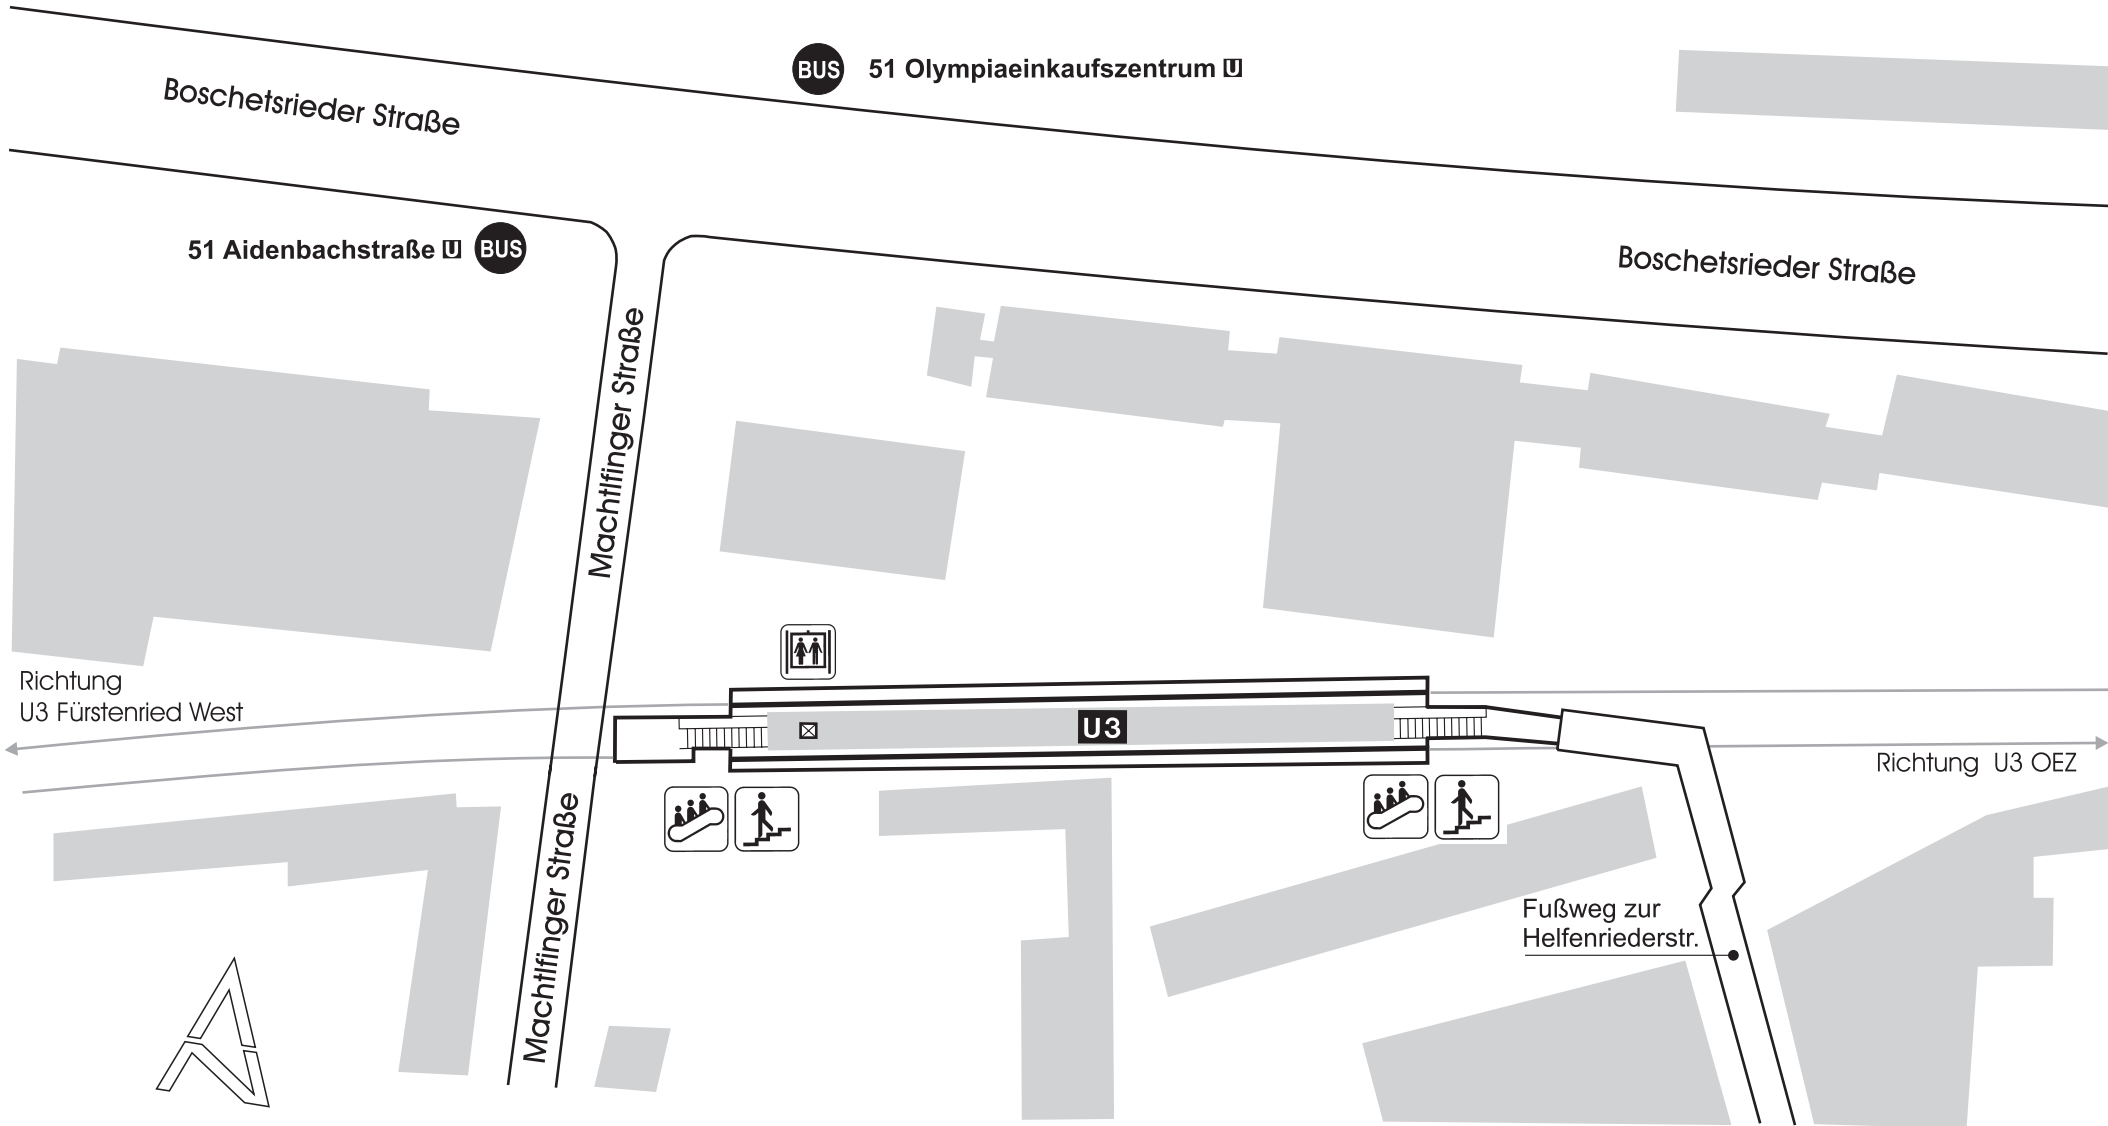 BUS 51 Olympiaeinkaufszentrum U
Boschetsrieder Straße
51 Aidenbachstraße U BUS
Boschetsrieder Straße
Machtlfinger Straße
Richtung
U3 Fürstenried West
U3
Richtung U3 OEZ
Machtlfinger Straße
Fußweg zur
Helfenriederstr.
N